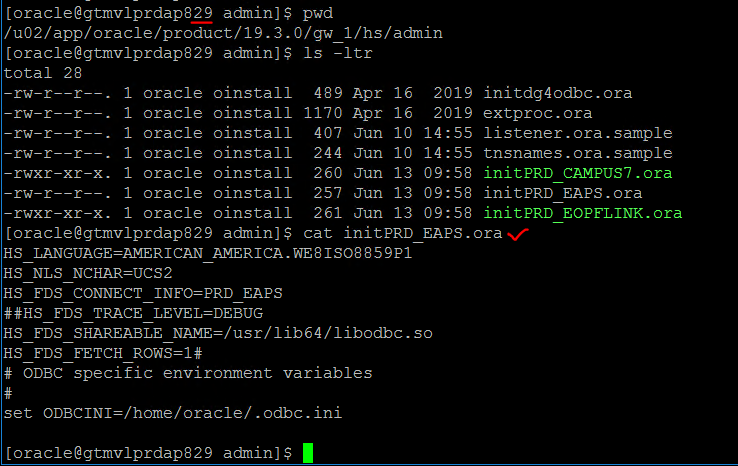 [oracle@gtmvlprdap829 admin]$ pwd
/u02/app/oracle/product/19.3.0/gw_1/hs/admin
[oracle@gtmvlprdap829 admin]$ ls -ltr
total 28
-rw-r--r--. 1 oracle oinstall  489 Apr 16  2019 initdg4odbc.ora
-rw-r--r--. 1 oracle oinstall 1170 Apr 16  2019 extproc.ora
-rw-r--r--. 1 oracle oinstall  407 Jun 10 14:55 listener.ora.sample
-rw-r--r--. 1 oracle oinstall  244 Jun 10 14:55 tnsnames.ora.sample
-rwxr-xr-x. 1 oracle oinstall  260 Jun 13 09:58 initPRD_CAMPUS7.ora
-rw-r--r--. 1 oracle oinstall  257 Jun 13 09:58 initPRD_EAPS.ora
-rwxr-xr-x. 1 oracle oinstall  261 Jun 13 09:58 initPRD_EOPFLINK.ora
[oracle@gtmvlprdap829 admin]$ cat initPRD_EAPS.ora
HS_LANGUAGE=AMERICAN_AMERICA.WE8ISO8859P1
HS_NLS_NCHAR=UCS2
HS_FDS_CONNECT_INFO=PRD_EAPS
##HS_FDS_TRACE_LEVEL=DEBUG
HS_FDS_SHAREABLE_NAME=/usr/lib64/libodbc.so
HS_FDS_FETCH_ROWS=1#
# ODBC specific environment variables
#
set ODBCINI=/home/oracle/.odbc.ini
[oracle@gtmvlprdap829 admin]$